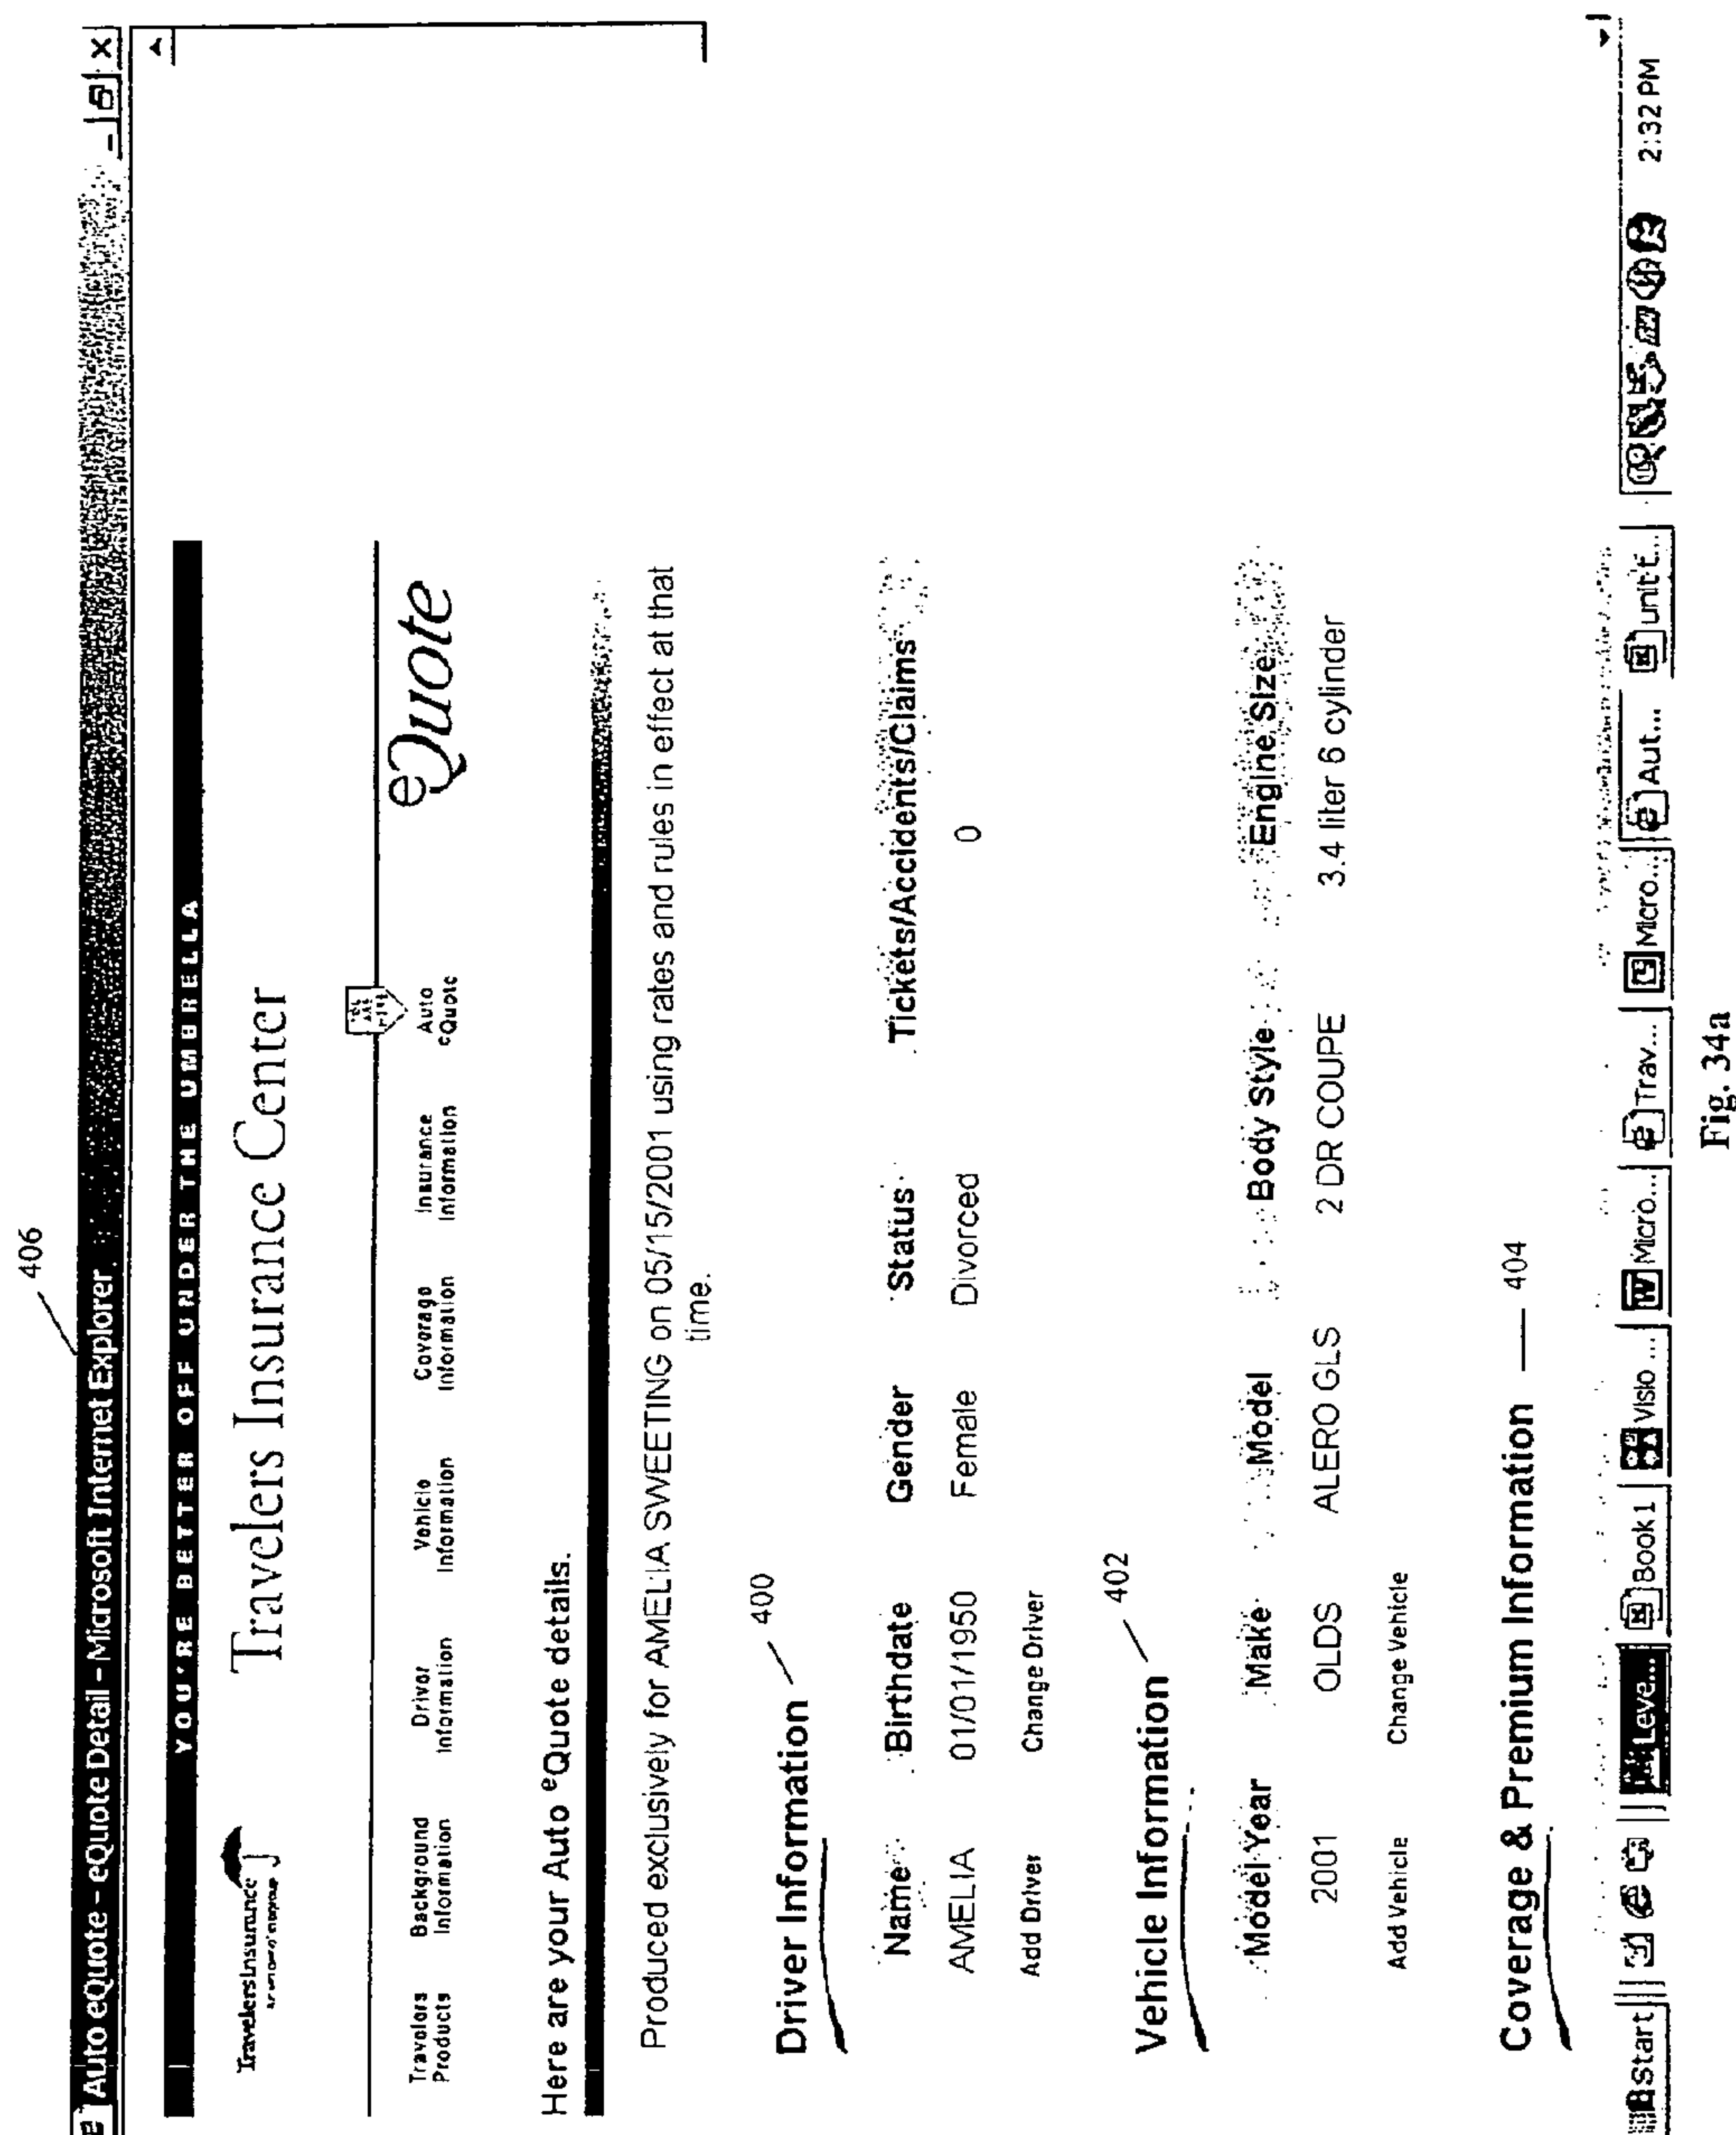 406
Auto eQuote - eQuote Detail - Microsoft Internet Explorer
YOU'RE BETTER OFF UNDER THE UMBRELLA
TravelersInsurance
Travelers Insurance Center
Travelers Products
Background Information
Driver Information
Vehicle Information
Coverage Information
Insurance Information
Auto eQuote
eQuote
Here are your Auto eQuote details.
Produced exclusively for AMELIA SWEETING on 05/15/2001 using rates and rules in effect at that
time.
Driver Information 400
Name Birthdate Gender Status Tickets/Accidents/Claims
AMELIA 01/01/1950 Female Divorced 0
Add Driver Change Driver
Vehicle Information 402
Model Year Make Model Body Style Engine Size
2001 OLDS ALERO GLS 2 DR COUPE 3.4 liter 6 cylinder
Add Vehicle Change Vehicle
Coverage & Premium Information 404
Start Leve... Book1 Visio ... Micro... Trav... Micro... Aut... 2:32 PM
Fig. 34a